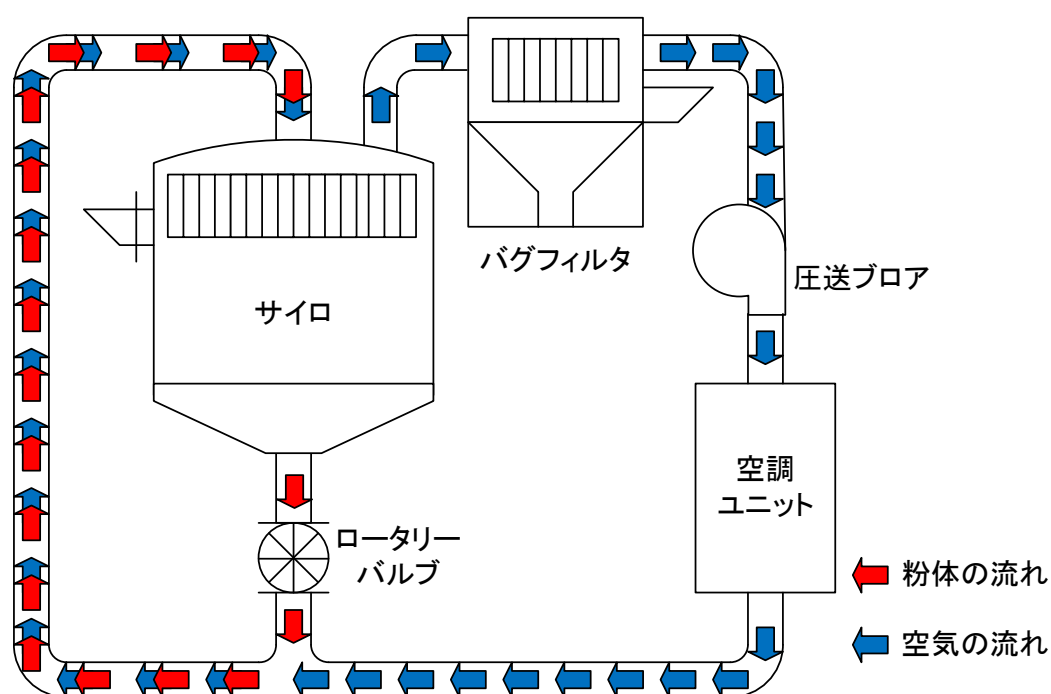 バグフィルタ
圧送ブロア
サイロ
空調
ユニット
ロータリー
バルブ
粉体の流れ
空気の流れ